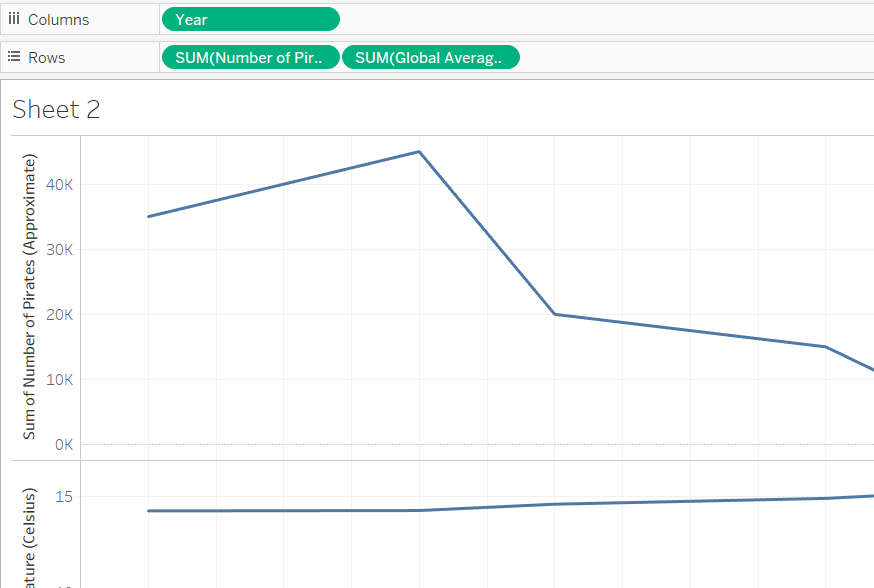 Columns
Year
Rows
SUM(Number of Pir..
SUM(Global Averag..
Sheet 2
Sum of Number of Pirates (Approximate)
40K
30K
20K
10K
0K
ature (Celsius)
15